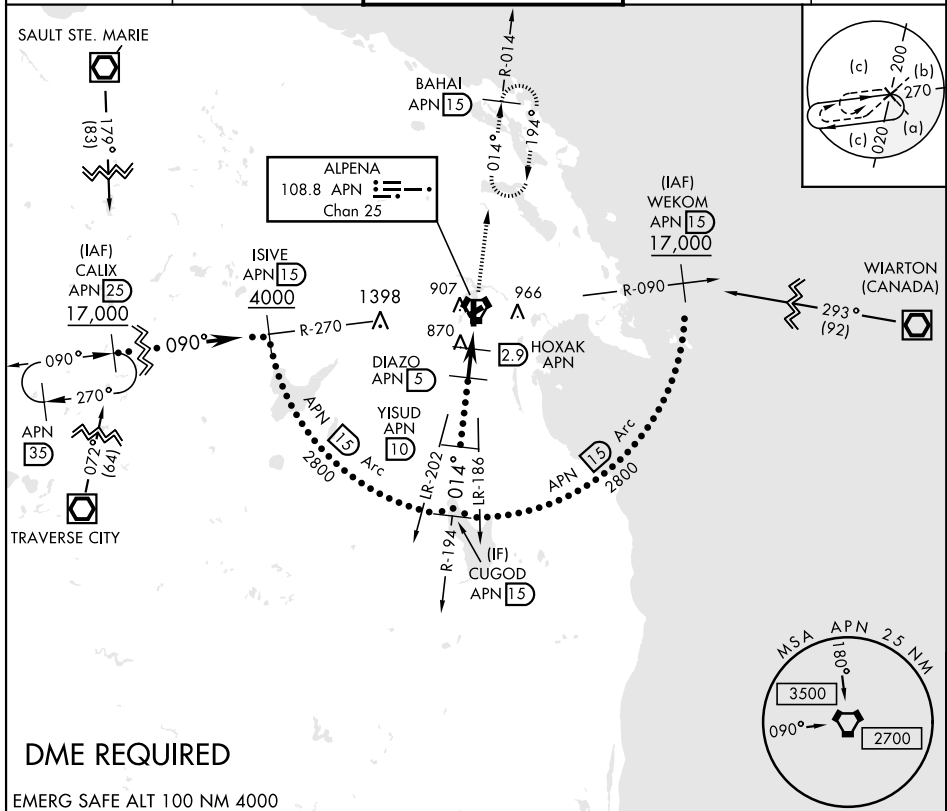 SAULT STE. MARIE
179°
(83)
BAHAI
APN 15
R-014
014°
194°
(c)
200
(b)
270
(a)
(c)
020
ALPENA
108.8 APN
Chan 25
(IAF)
WEKOM
APN 15
17,000
(IAF)
CALIX
APN 25
17,000
ISIVE
APN 15
4000
1398
907
966
R-090
WIARTON
(CANADA)
293°
(92)
090°
R-270
870
2.9 HOXAK
APN
DIAZO
APN 5
090°
270°
APN
35
072°
(64)
YISUD
APN
10
APN 15 Arc
2800
APN 15 Arc
2800
LR-202
014°
LR-186
TRAVERSE CITY
R-194
(IF)
CUGOD
APN 15
MSA APN 25 NM
180°
3500
090°
2700
DME REQUIRED
EMERG SAFE ALT 100 NM 4000